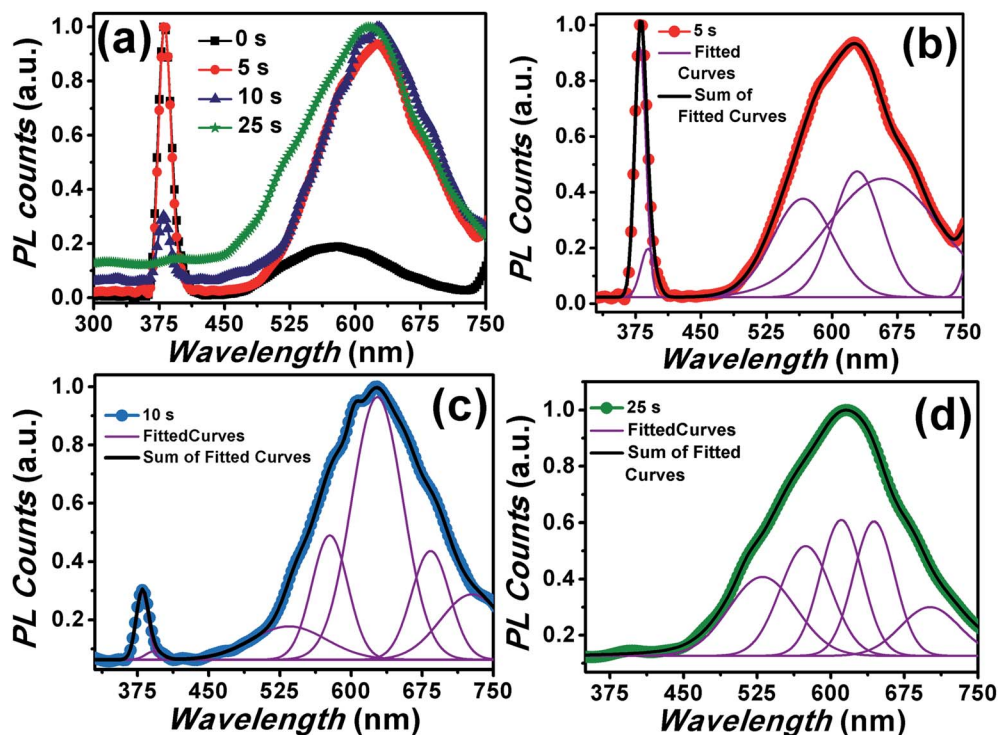 (a)
0 s
5 s
10 s
25 s
PL counts (a.u.)
1.0
0.8
0.6
0.4
0.2
0.0
300 375 450 525 600 675 750
Wavelength (nm)
(b)
5 s
Fitted
Curves
Sum of
Fitted Curves
PL Counts (a.u.)
1.0
0.8
0.6
0.4
0.2
0.0
375 450 525 600 675 750
Wavelength (nm)
(c)
10 s
FittedCurves
Sum of Fitted Curves
PL Counts (a.u.)
1.0
0.8
0.6
0.4
0.2
375 450 525 600 675 750
Wavelength (nm)
(d)
25 s
FittedCurves
Sum of Fitted
Curves
PL Counts (a.u.)
1.0
0.8
0.6
0.4
0.2
375 450 525 600 675 750
Wavelength (nm)